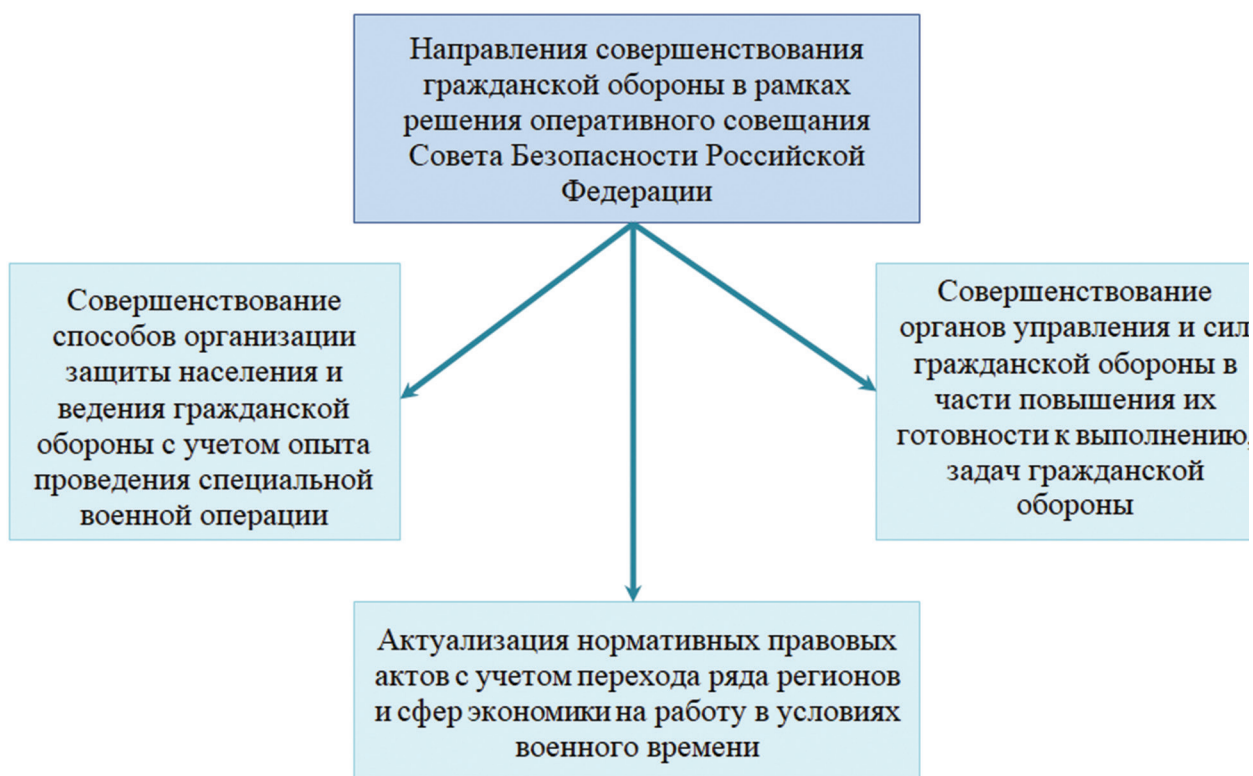 Направления совершенствования
гражданской обороны в рамках
решения оперативного совещания
Совета Безопасности Российской
Федерации
Совершенствование
способов организации
защиты населения и
ведения гражданской
обороны с учетом опыта
проведения специальной
военной операции
Совершенствование
органов управления и сил
гражданской обороны в
части повышения их
готовности к выполнению,
задач гражданской
обороны
Актуализация нормативных правовых
актов с учетом перехода ряда регионов
и сфер экономики на работу в условиях
военного времени